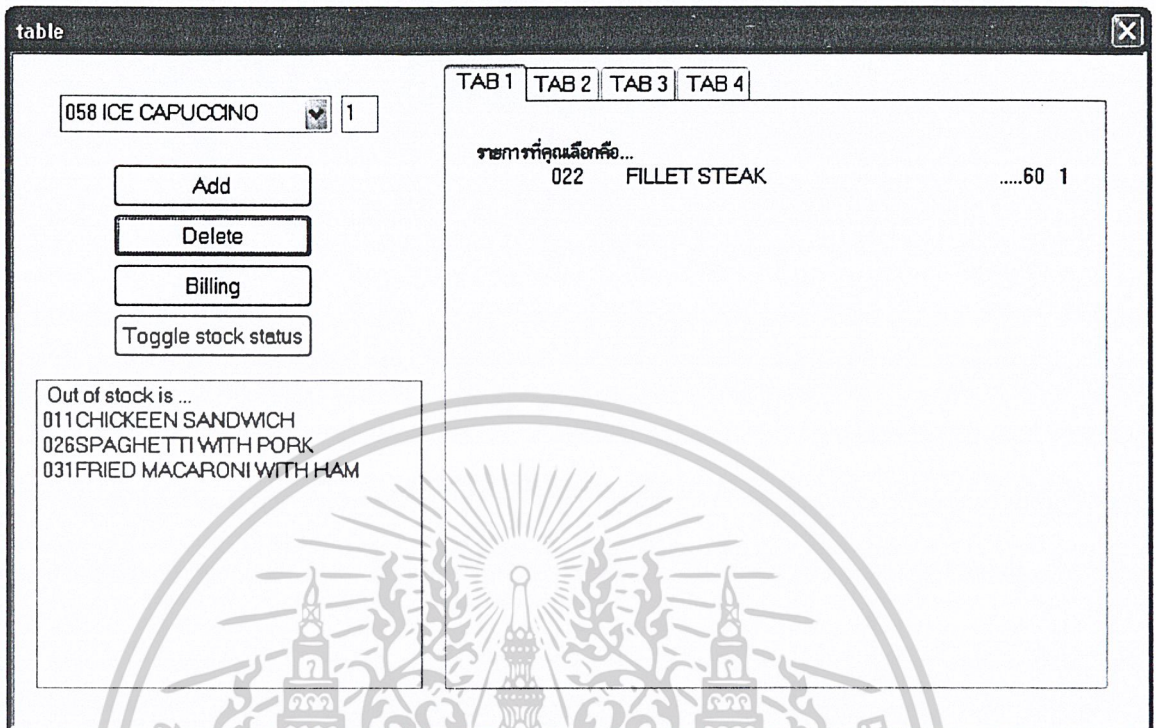 table
058 ICE CAPUCCINO 1
Add
Delete
Billing
Toggle stock status
Out of stock is ...
011CHICKEEN SANDWICH
026SPAGHETTI WITH PORK
031FRIED MACARONI WITH HAM
TAB 1 TAB 2 TAB 3 TAB 4
รายการที่คุณเลือกคือ...
022 FILLET STEAK .....60 1